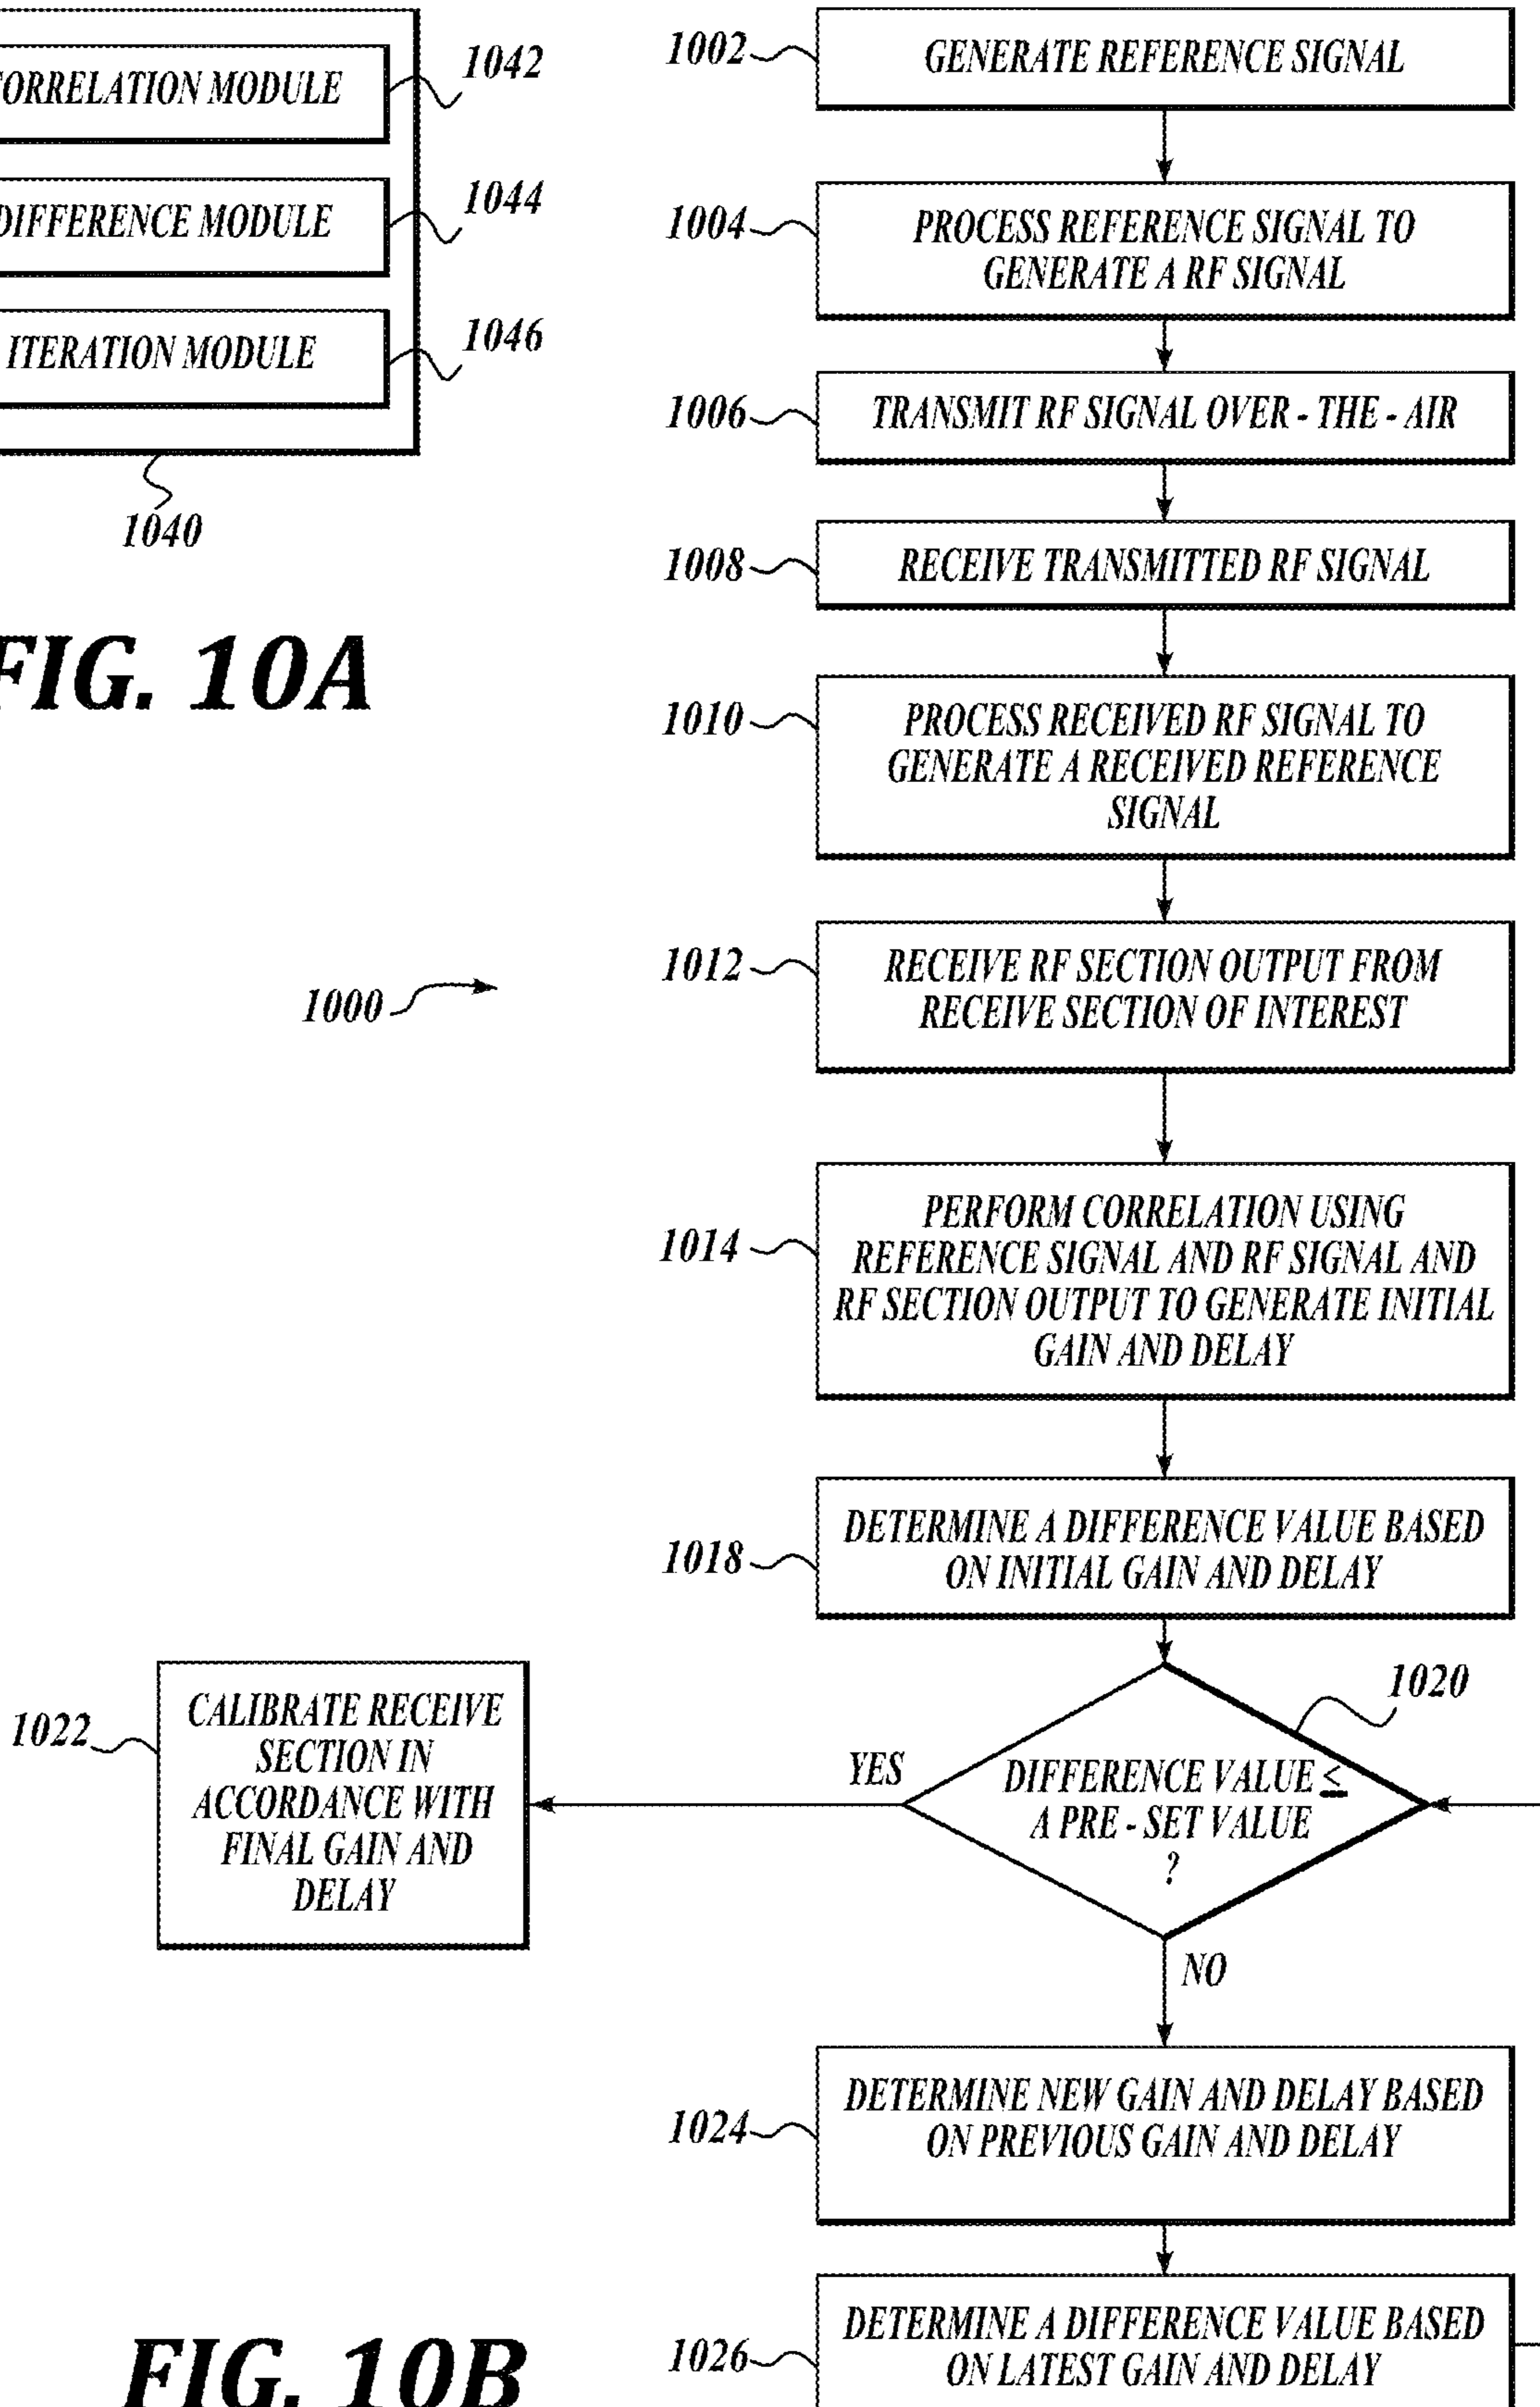 ORRELATION MODULE
1042
DIFFERENCE MODULE
1044
ITERATION MODULE
1046
1040
FIG. 10A
1002
GENERATE REFERENCE SIGNAL
1004
PROCESS REFERENCE SIGNAL TO
GENERATE A RF SIGNAL
1006
TRANSMIT RF SIGNAL OVER - THE - AIR
1008
RECEIVE TRANSMITTED RF SIGNAL
1010
PROCESS RECEIVED RF SIGNAL TO
GENERATE A RECEIVED REFERENCE
SIGNAL
1000
1012
RECEIVE RF SECTION OUTPUT FROM
RECEIVE SECTION OF INTEREST
1014
PERFORM CORRELATION USING
REFERENCE SIGNAL AND RF SIGNAL AND
RF SECTION OUTPUT TO GENERATE INITIAL
GAIN AND DELAY
1018
DETERMINE A DIFFERENCE VALUE BASED
ON INITIAL GAIN AND DELAY
1020
DIFFERENCE VALUE ≤
A PRE - SET VALUE
?
YES
1022
CALIBRATE RECEIVE
SECTION IN
ACCORDANCE WITH
FINAL GAIN AND
DELAY
NO
1024
DETERMINE NEW GAIN AND DELAY BASED
ON PREVIOUS GAIN AND DELAY
1026
DETERMINE A DIFFERENCE VALUE BASED
ON LATEST GAIN AND DELAY
FIG. 10B